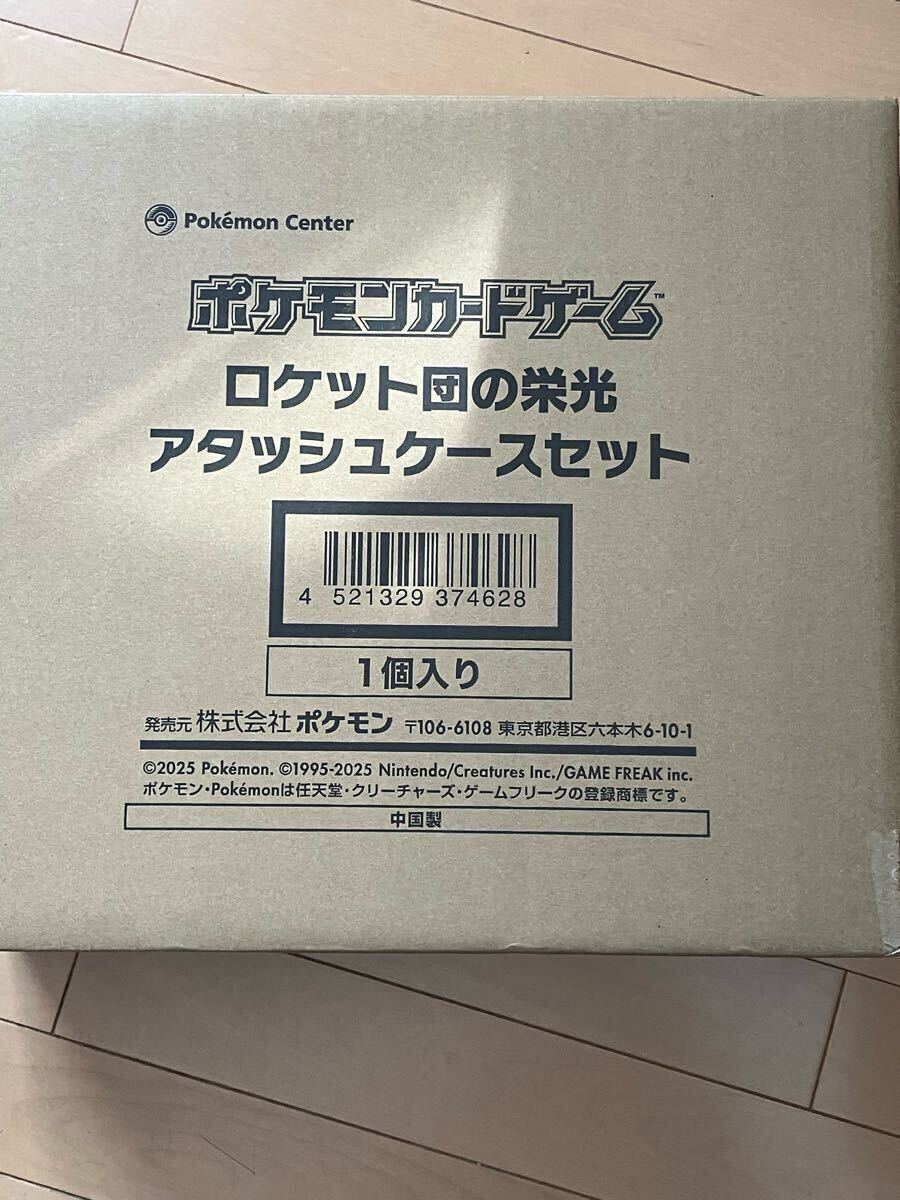 Pokémon Center
ポケモンカードゲーム™
ロケット団の栄光
アタッシュケースセット
4 521329 374628
1個入り
発売元 株式会社 ポケモン 〒106-6108 東京都港区六本木6-10-1
©2025 Pokémon. ©1995-2025 Nintendo/Creatures Inc./GAME FREAK inc.
ポケモン・Pokémonは任天堂・クリーチャーズ・ゲームフリークの登録商標です。
中国製